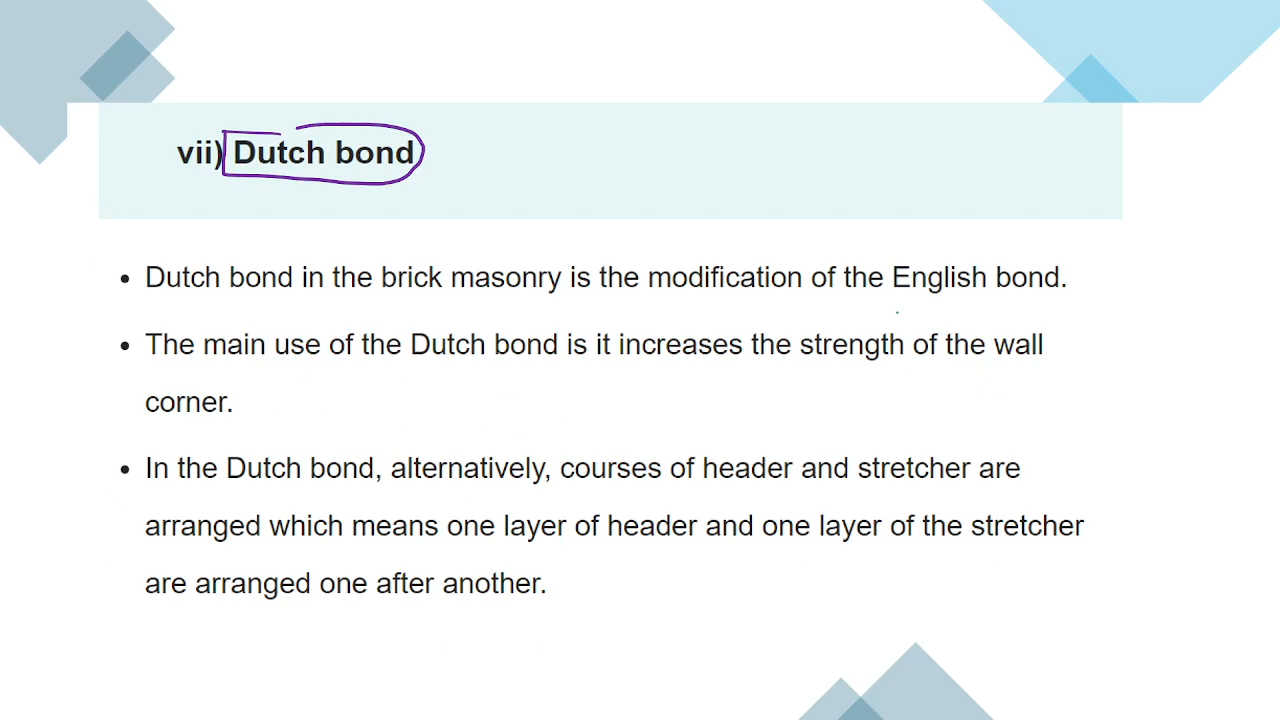 vii) Dutch bond
• Dutch bond in the brick masonry is the modification of the English bond.
• The main use of the Dutch bond is it increases the strength of the wall
corner.
• In the Dutch bond, alternatively, courses of header and stretcher are
arranged which means one layer of header and one layer of the stretcher
are arranged one after another.